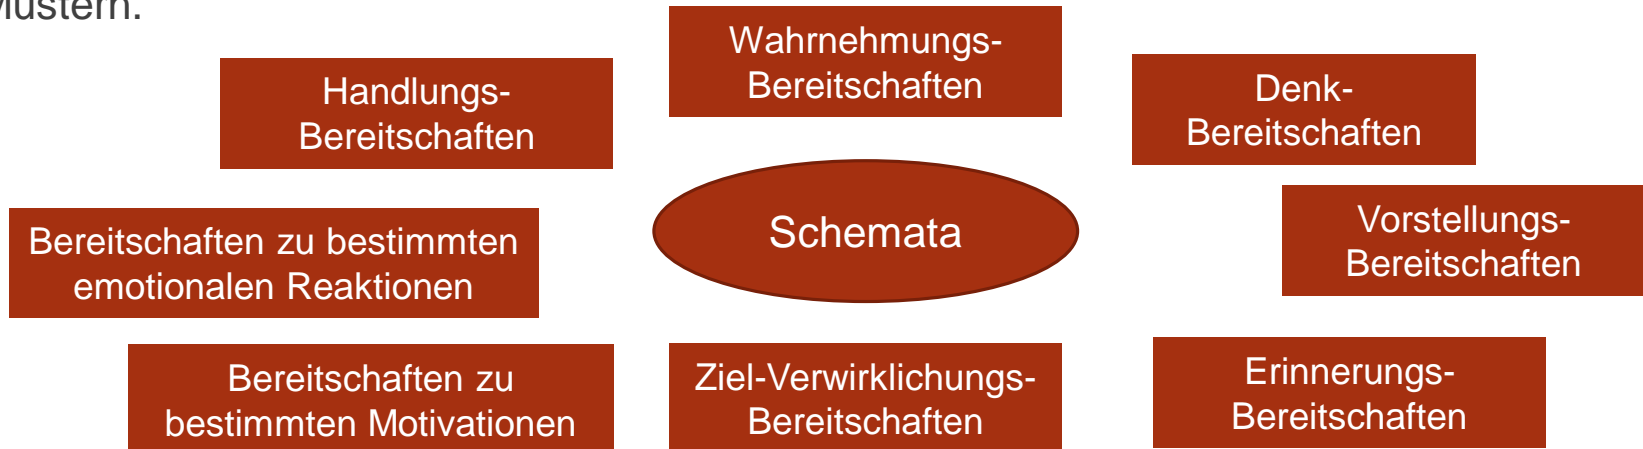 Mustern.
Wahrnehmungs-
Bereitschaften
Handlungs-
Bereitschaften
Denk-
Bereitschaften
Schemata
Bereitschaften zu bestimmten
emotionalen Reaktionen
Vorstellungs-
Bereitschaften
Bereitschaften zu
bestimmten Motivationen
Ziel-Verwirklichungs-
Bereitschaften
Erinnerungs-
Bereitschaften